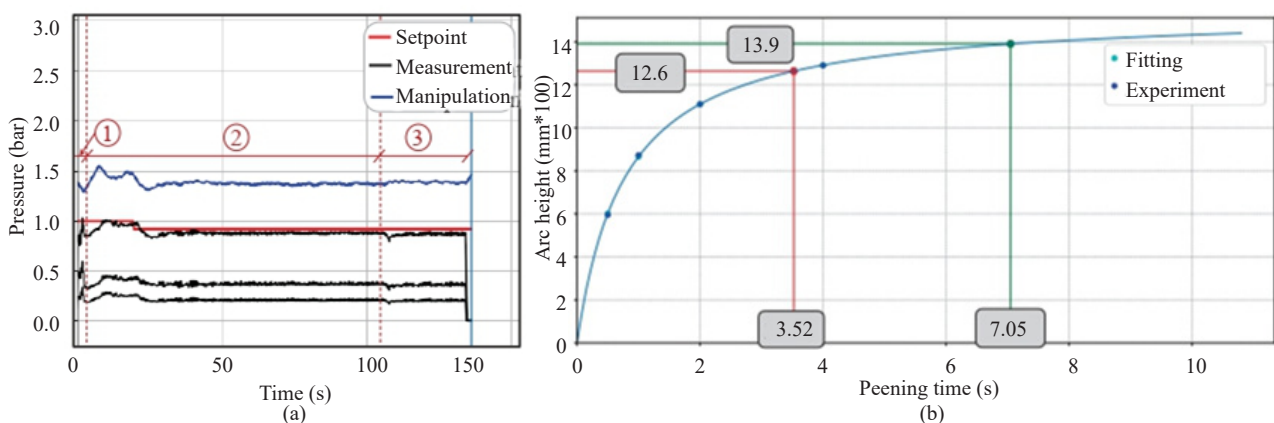 3.0
2.5
2.0
1.5
1.0
0.5
0.0
Pressure (bar)
Setpoint
Measurement
Manipulation
1
2
3
0
50
100
150
Time (s)
(a)
14
12
10
8
6
4
2
0
Arc height (mm*100)
13.9
12.6
3.52
7.05
Fitting
Experiment
0
2
4
6
8
10
Peening time (s)
(b)